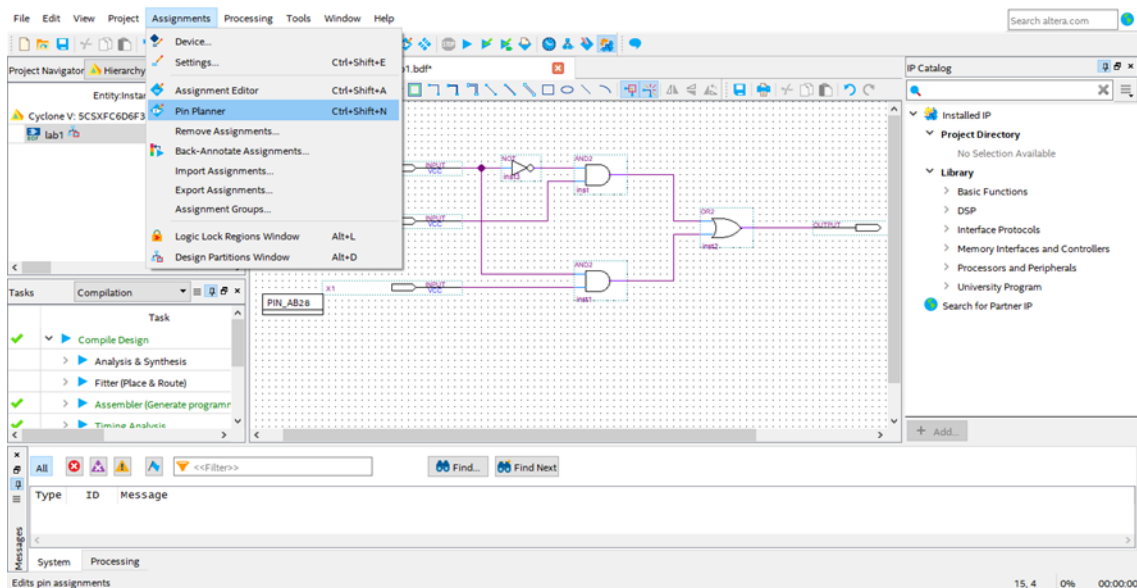 File Edit View Project Assignments Processing Tools Window Help
Search altera.com
Device...
Settings... Ctrl+Shift+E
Assignment Editor Ctrl+Shift+A
Pin Planner Ctrl+Shift+N
Remove Assignments...
Back-Annotate Assignments...
Import Assignments...
Export Assignments...
Assignment Groups...
Logic Lock Regions Window Alt+L
Design Partitions Window Alt+D
Project Navigator Hierarchy
Entity:Instar
Cyclone V: 5CSXFC6D6F3
lab1
1.bdf*
INPUT
VCC
NOT
inst3
AND2
inst
INPUT
VCC
OR2
inst2
OUTPUT
AND2
inst1
X1
INPUT
VCC
PIN_AB28
IP Catalog
Installed IP
Project Directory
No Selection Available
Library
Basic Functions
DSP
Interface Protocols
Memory Interfaces and Controllers
Processors and Peripherals
University Program
Search for Partner IP
+ Add...
Tasks Compilation
Task
Compile Design
Analysis & Synthesis
Fitter (Place & Route)
Assembler (Generate programm
Timing Analysis
All <<Filter>> Find... Find Next
Type ID Message
Messages
System Processing
Edits pin assignments 15, 4 0% 00:00:00